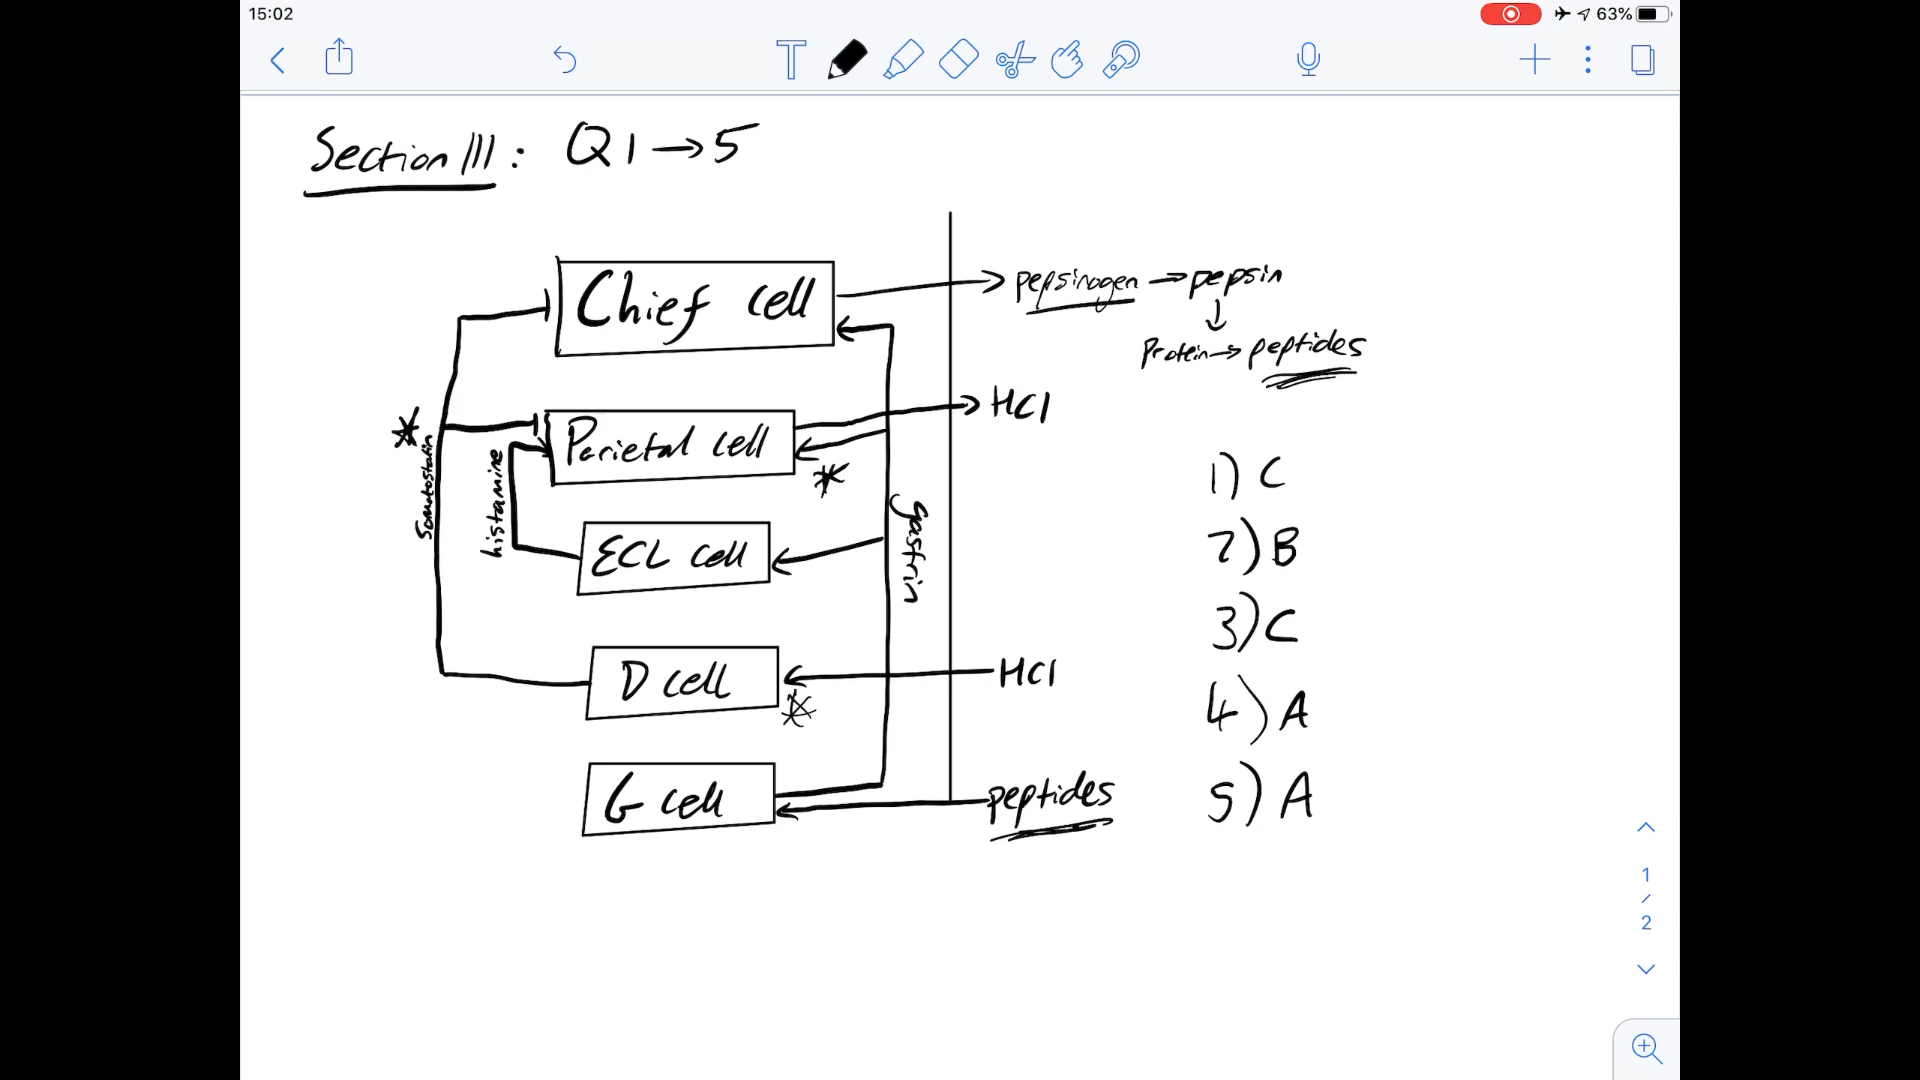 15:02
63%
T
Section III : Q1 → 5
Chief cell
pepsinogen → pepsin
↓
Protein → peptides
Parietal cell
HCl
Somatostatin
histamine
gastrin
ECL cell
D cell
HCl
G cell
peptides
1) C
2) B
3) C
4) A
5) A
1
/
2